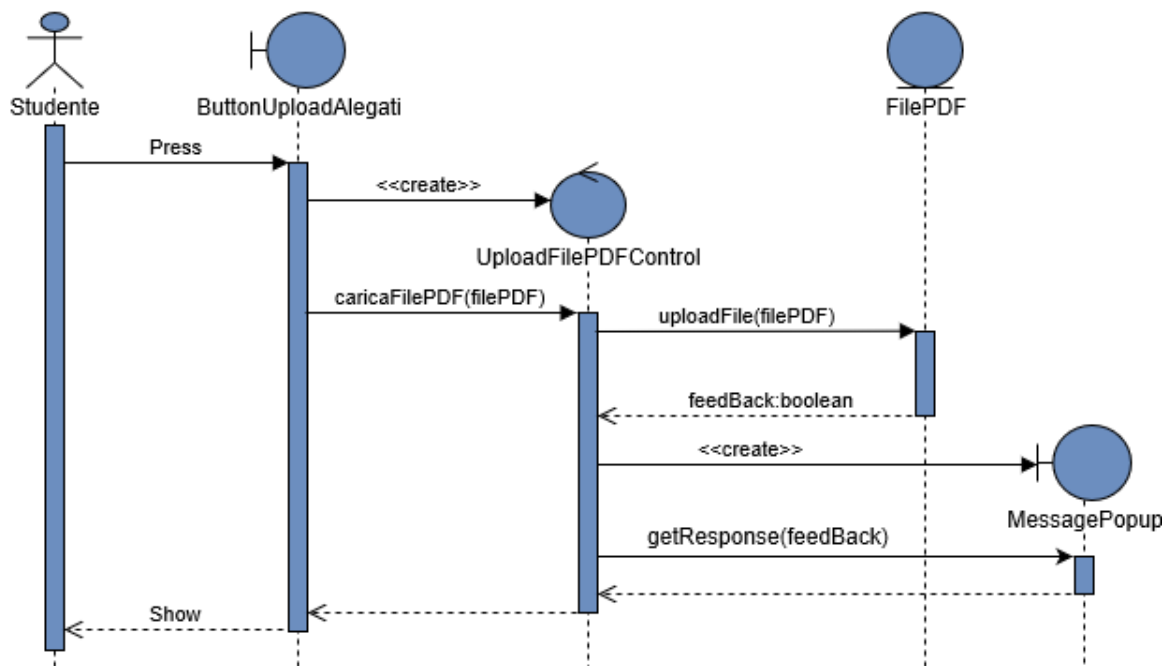 Studente
ButtonUploadAlegati
FilePDF
Press
<<create>>
UploadFilePDFControl
caricaFilePDF(filePDF)
uploadFile(filePDF)
feedBack:boolean
<<create>>
MessagePopup
getResponse(feedBack)
Show